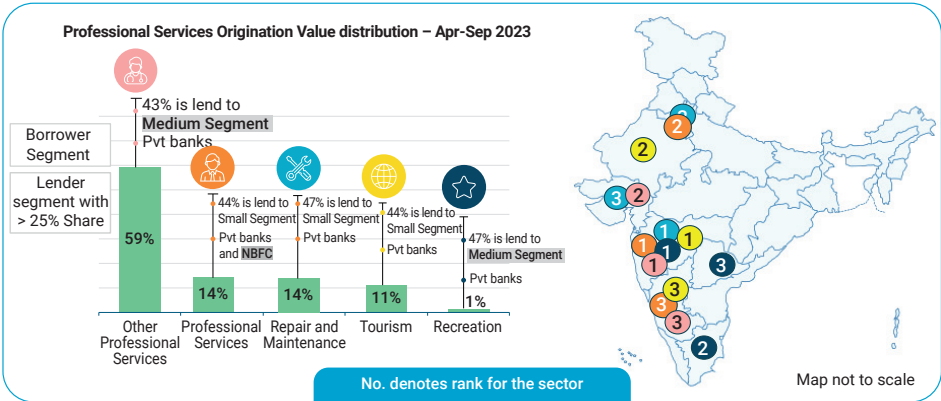 Professional Services Origination Value distribution – Apr-Sep 2023
43% is lend to
Medium Segment
Pvt banks
Borrower
Segment
Lender
segment with
> 25% Share
44% is lend to
Small Segment
Pvt banks
and NBFC
47% is lend to
Small Segment
Pvt banks
44% is lend to
Small Segment
Pvt banks
47% is lend to
Medium Segment
Pvt banks
59%
14%
14%
11%
1%
Other
Professional
Services
Professional
Services
Repair and
Maintenance
Tourism
Recreation
2
2
3
2
1
1
1
1
1
3
3
3
3
2
No. denotes rank for the sector
Map not to scale